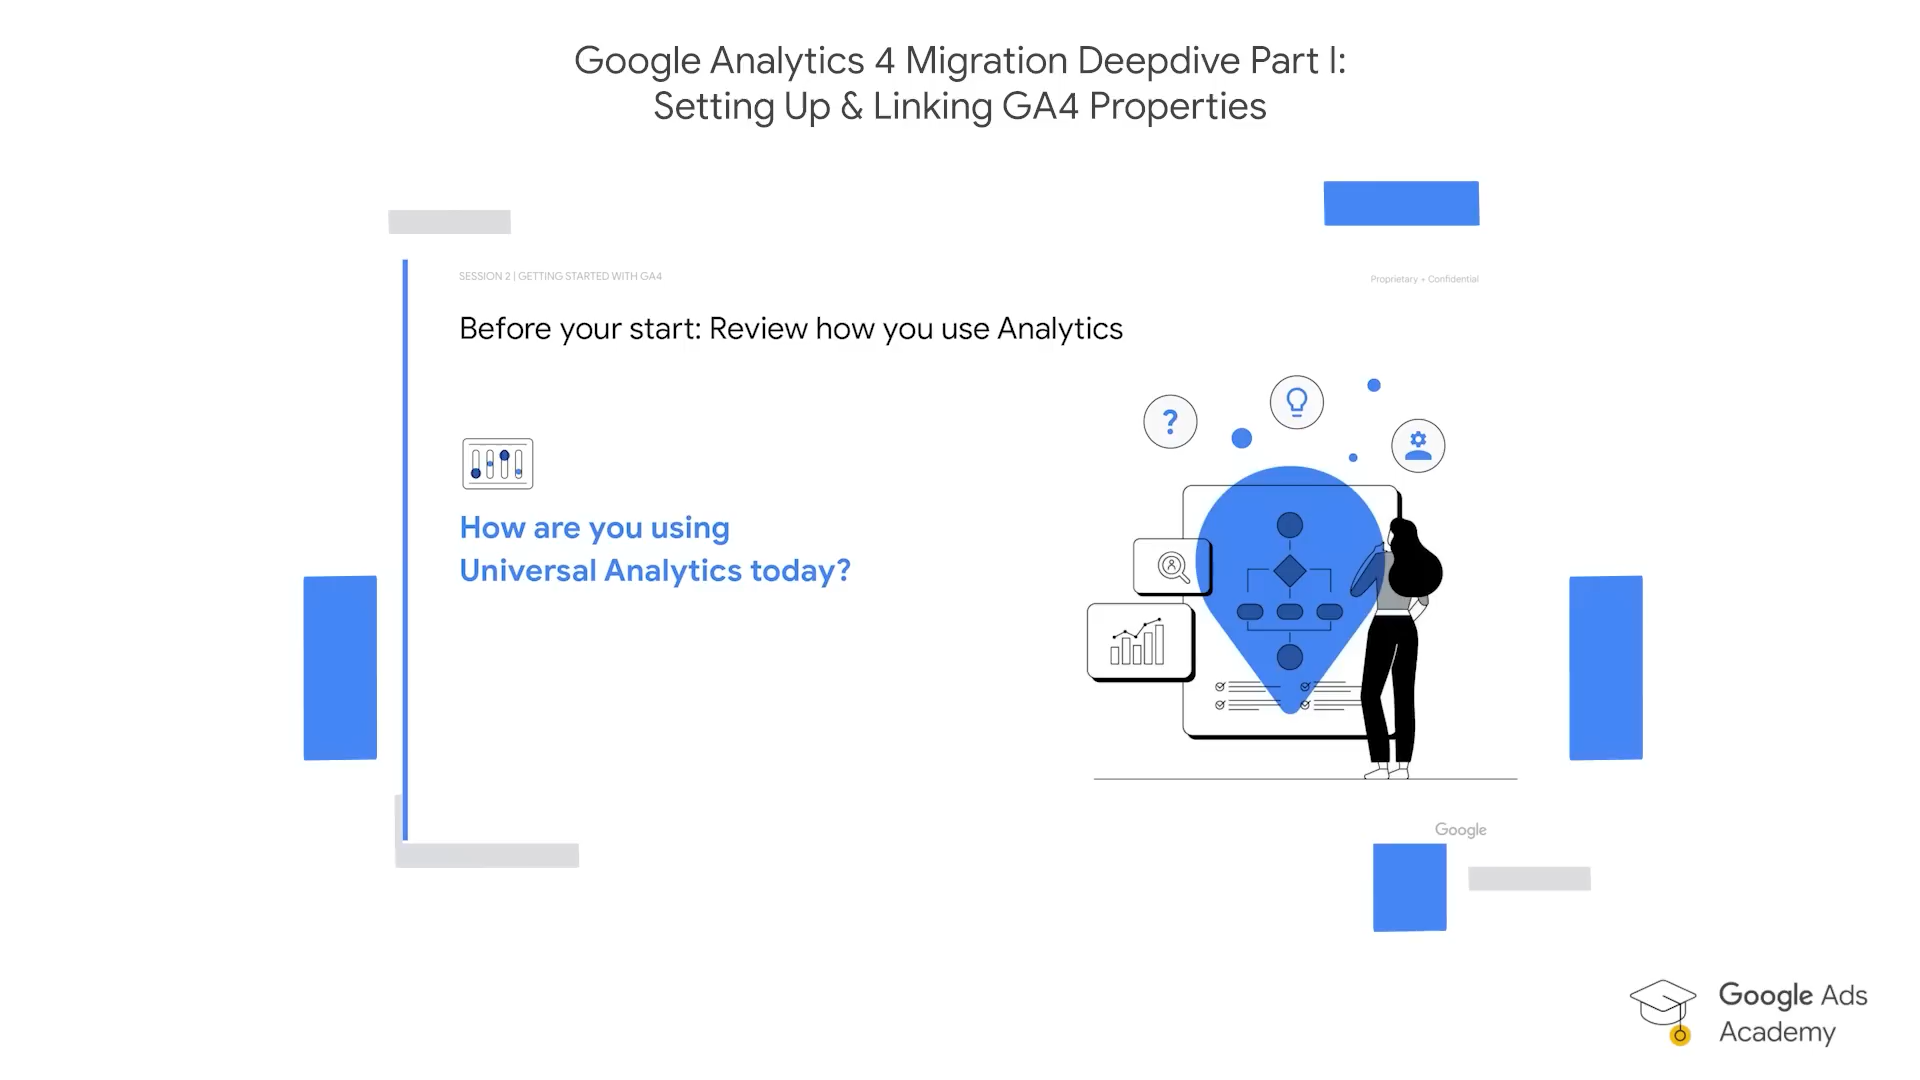 Google Analytics 4 Migration Deepdive Part I:
Setting Up & Linking GA4 Properties
SESSION 2 | GETTING STARTED WITH GA4
Proprietary + Confidential
Before your start: Review how you use Analytics
?
How are you using
Universal Analytics today?
Google
Google Ads
Academy